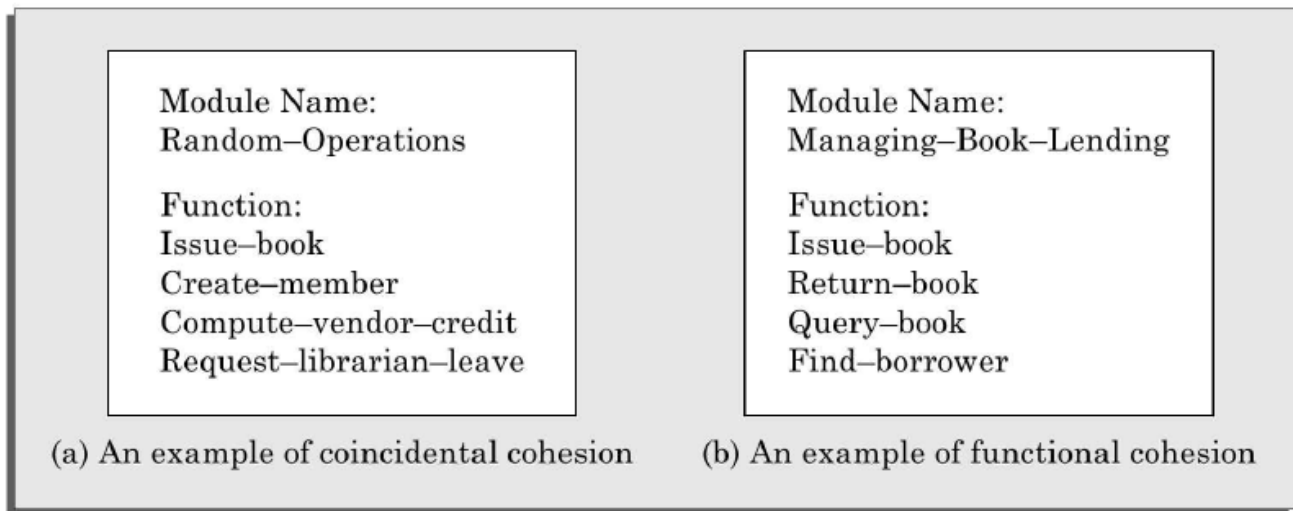 Module Name:
Random–Operations
Function:
Issue–book
Create–member
Compute–vendor–credit
Request–librarian–leave
(a) An example of coincidental cohesion
Module Name:
Managing–Book–Lending
Function:
Issue–book
Return–book
Query–book
Find–borrower
(b) An example of functional cohesion